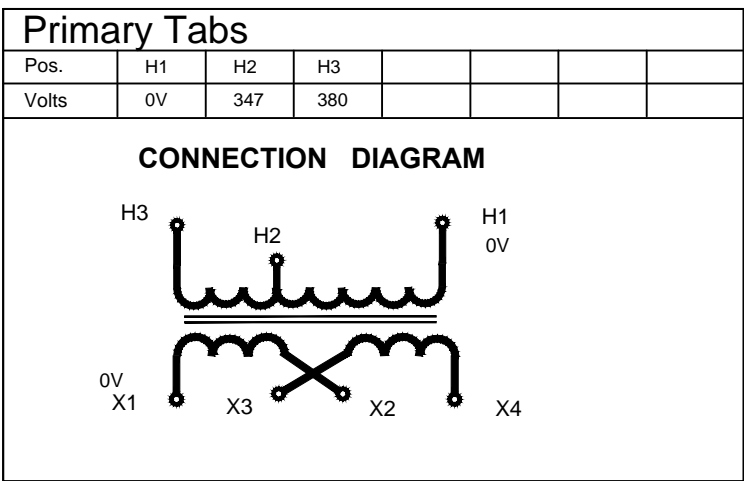 Primary Tabs
Pos. H1 H2 H3
Volts 0V 347 380
CONNECTION DIAGRAM
H3 H2 H1
0V
0V
X1 X3 X2 X4